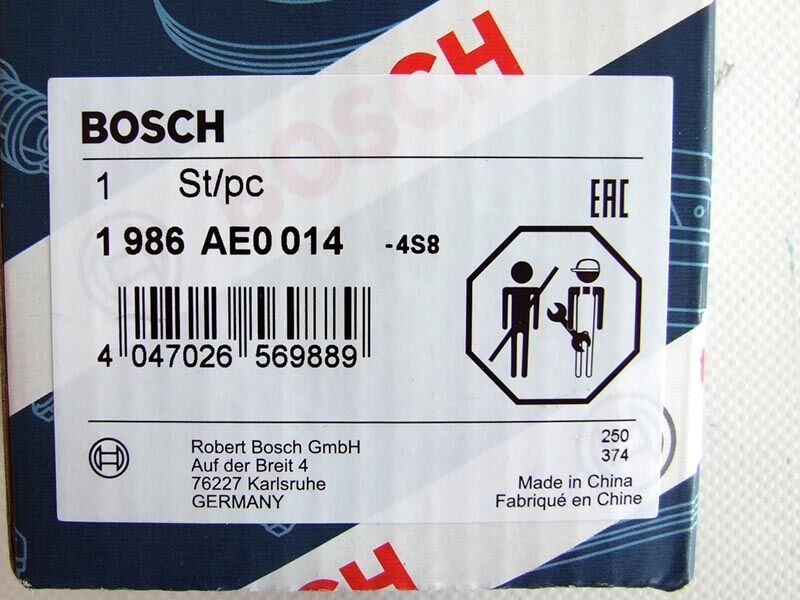 BOSCH
BOSCH
1 St/pc
EAC
1 986 AE0 014 -4S8
4 047026 569889
250
374
Robert Bosch GmbH
Auf der Breit 4
76227 Karlsruhe
GERMANY
Made in China
Fabriqué en Chine
CH